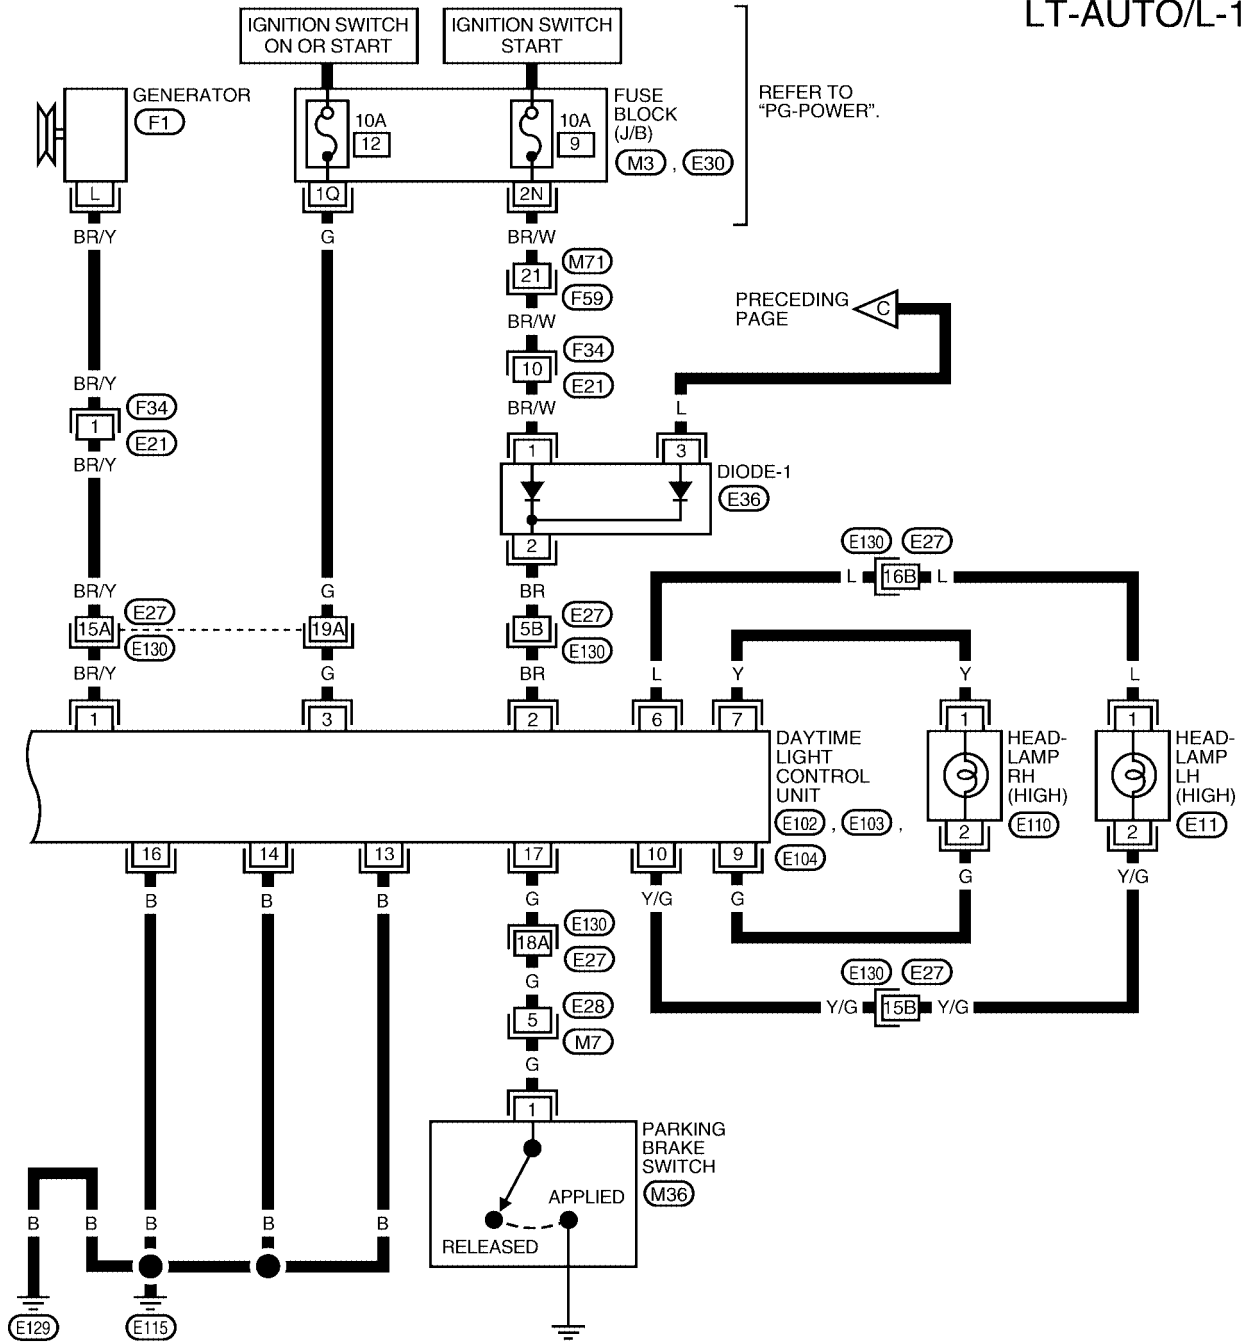 LT-AUTO/L-1
IGNITION SWITCH
ON OR START
IGNITION SWITCH
START
GENERATOR
F1
10A
12
10A
9
FUSE
BLOCK
(J/B)
M3 , E30
REFER TO
"PG-POWER".
L
1Q
2N
BR/Y
G
BR/W
21
M71
F59
BR/W
PRECEDING
PAGE
C
10
F34
E21
BR/Y
BR/W
L
1
F34
E21
BR/Y
1
3
DIODE-1
E36
2
BR
E130 E27
L
16B
L
BR/Y
G
15A
E27
E130
19A
5B
E27
E130
BR/Y
G
BR
L
Y
Y
L
1
3
2
6
7
1
1
DAYTIME
LIGHT
CONTROL
UNIT
E102 , E103 ,
E104
HEAD-
LAMP
RH
(HIGH)
E110
HEAD-
LAMP
LH
(HIGH)
E11
2
2
16
14
13
17
10
9
B
B
B
G
Y/G
G
G
Y/G
18A
E130
E27
G
E130 E27
Y/G
15B
Y/G
5
E28
M7
G
1
PARKING
BRAKE
SWITCH
M36
APPLIED
RELEASED
B
B
B
B
B
E129
E115